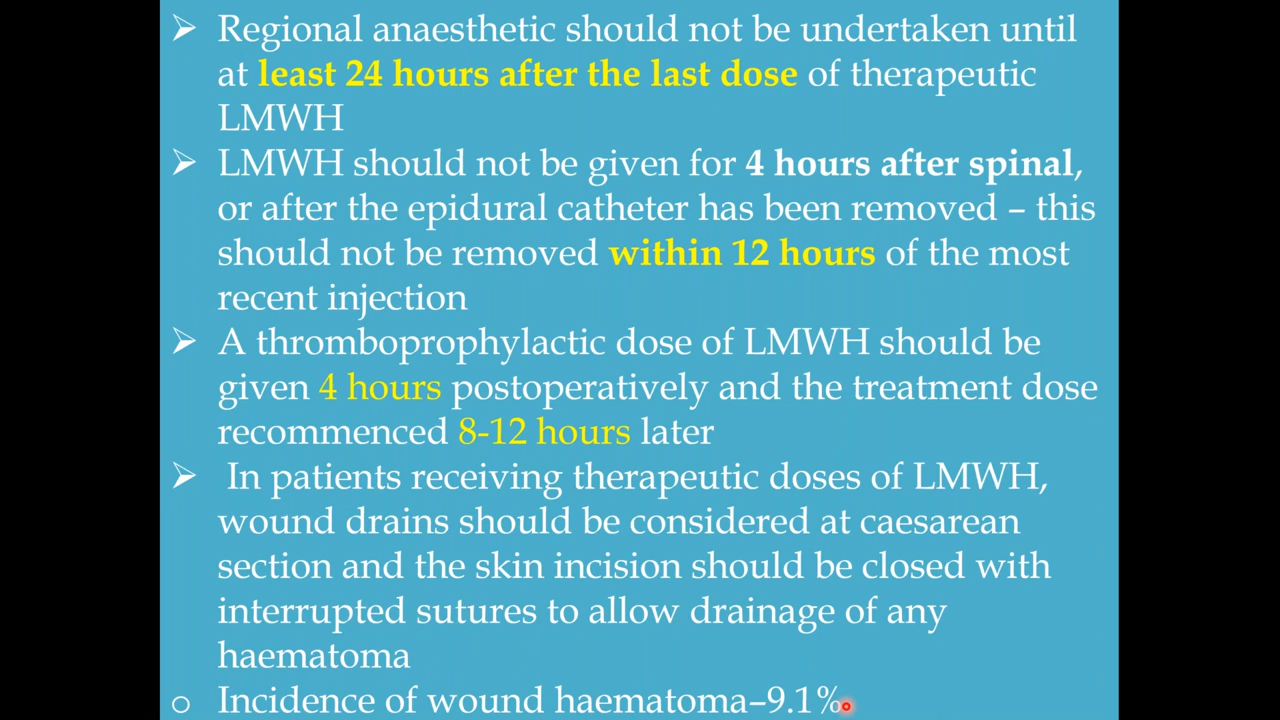 ➢ Regional anaesthetic should not be undertaken until
at least 24 hours after the last dose of therapeutic
LMWH
➢ LMWH should not be given for 4 hours after spinal,
or after the epidural catheter has been removed – this
should not be removed within 12 hours of the most
recent injection
➢ A thromboprophylactic dose of LMWH should be
given 4 hours postoperatively and the treatment dose
recommenced 8-12 hours later
➢ In patients receiving therapeutic doses of LMWH,
wound drains should be considered at caesarean
section and the skin incision should be closed with
interrupted sutures to allow drainage of any
haematoma
o Incidence of wound haematoma–9.1%